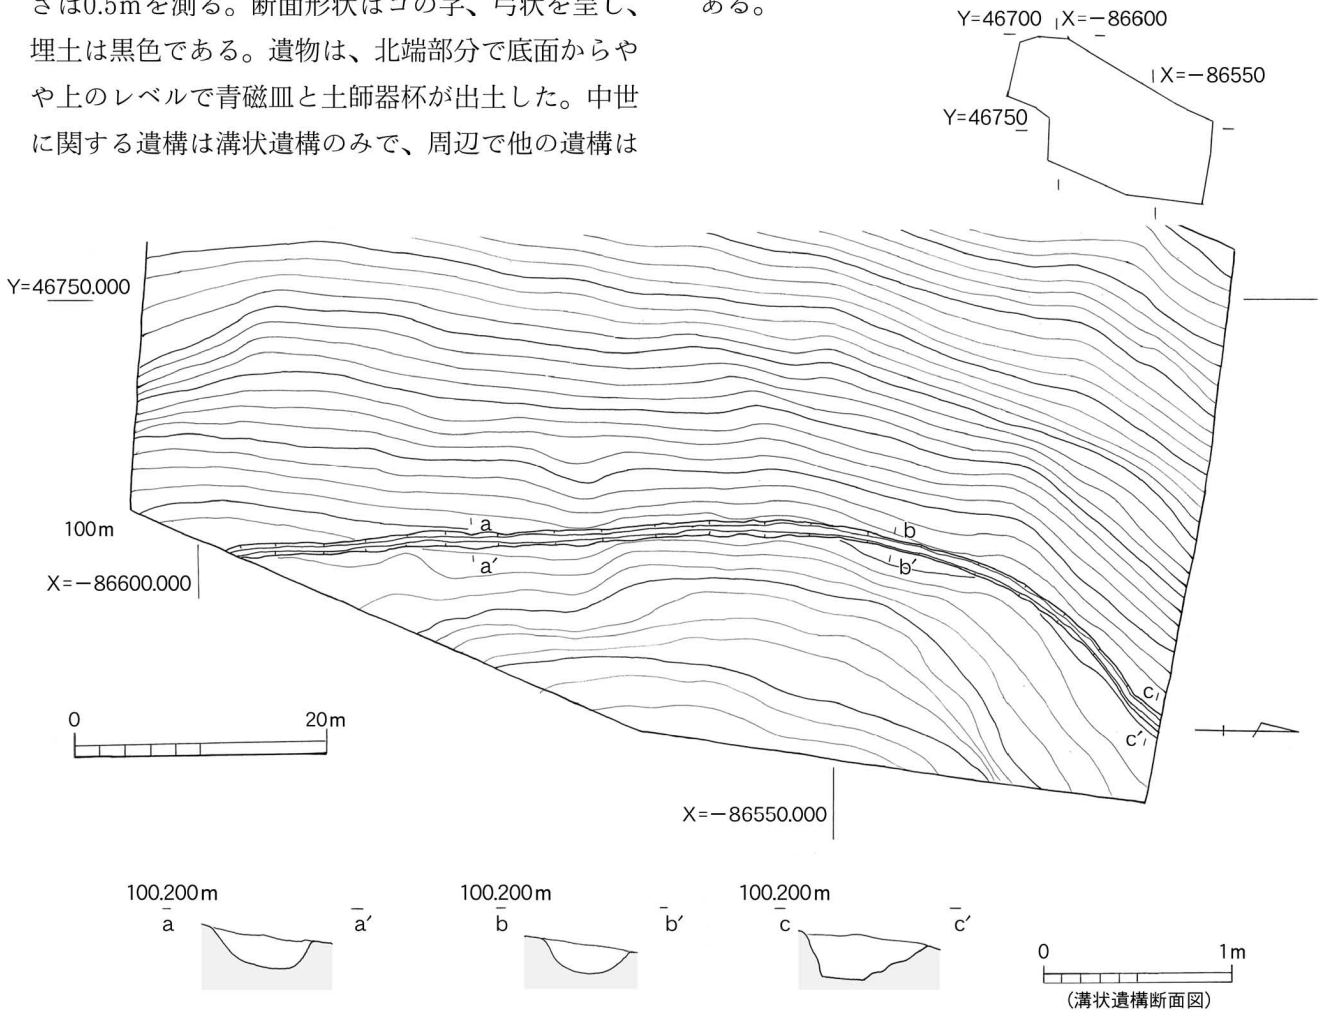 さは0.5mを測る。断面形状はコの字、弓状を呈し、
埋土は黒色である。遺物は、北端部分で底面からや
や上のレベルで青磁皿と土師器杯が出土した。中世
に関する遺構は溝状遺構のみで、周辺で他の遺構は
ある。
Y=46700 X=−86600
X=−86550
Y=46750
Y=46750.000
100m
X=−86600.000
a
a′
b
b′
c
c′
0 20m
X=−86550.000
100.200m
a a′
100.200m
b b′
100.200m
c c′
0 1m
(溝状遺構断面図)